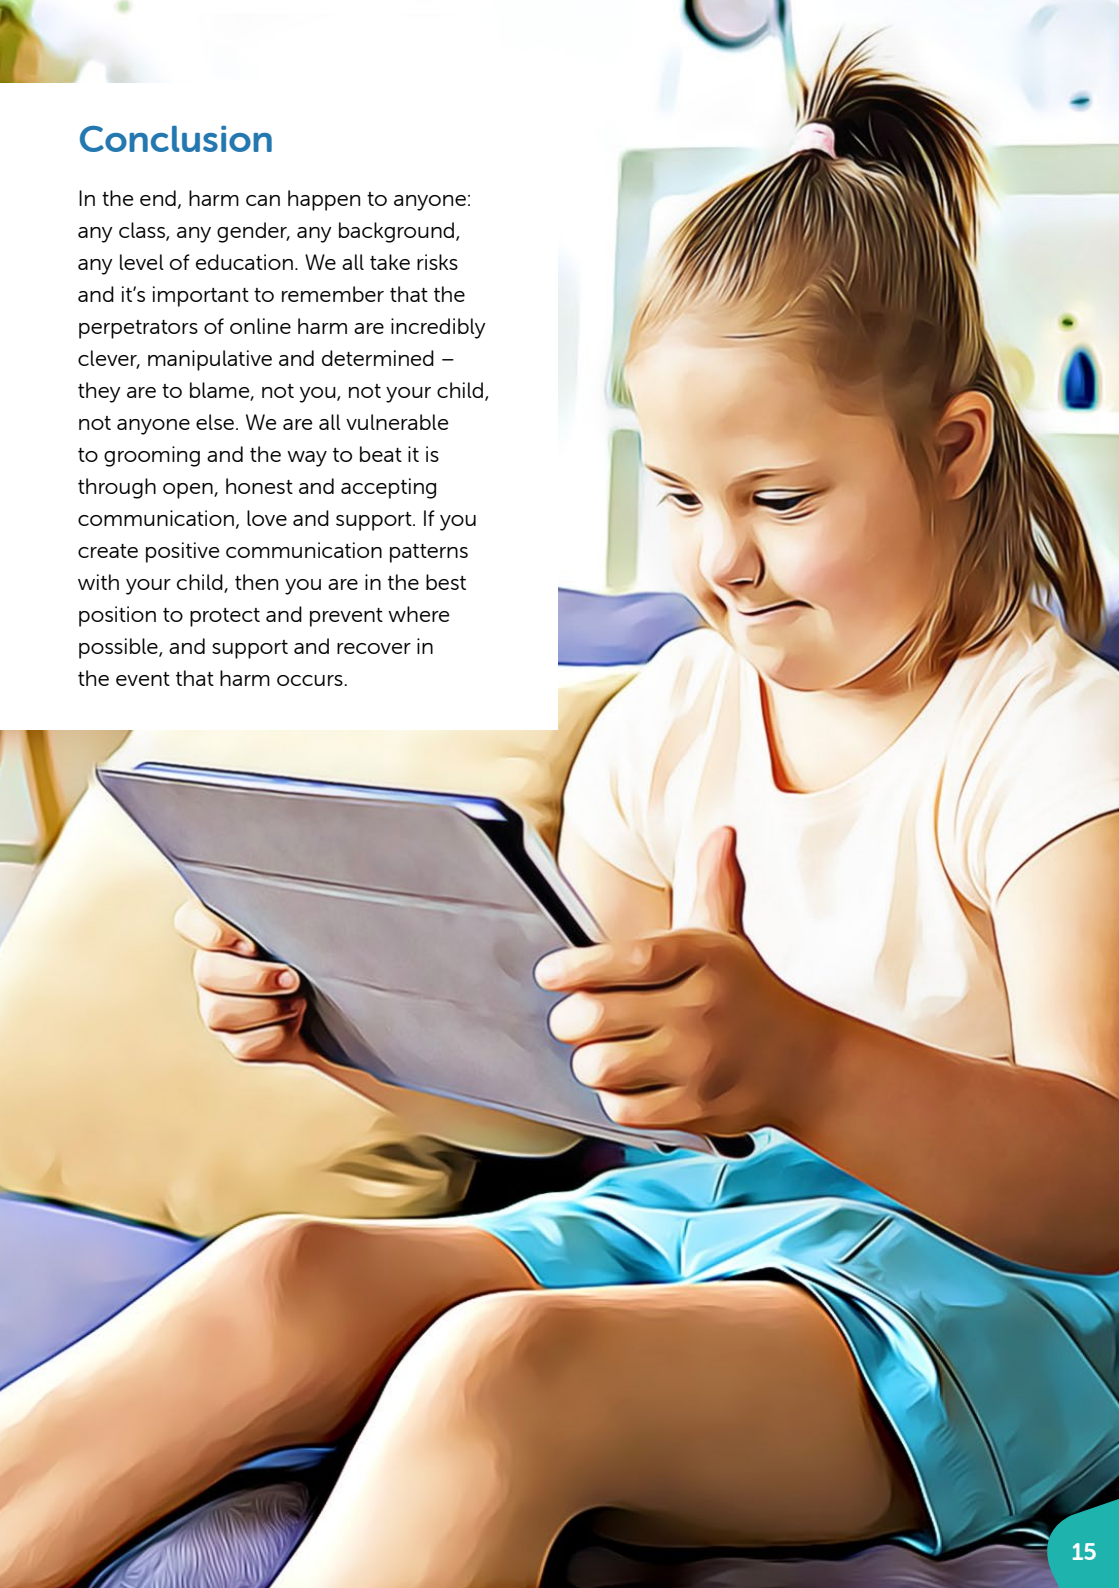 Conclusion
In the end, harm can happen to anyone:
any class, any gender, any background,
any level of education. We all take risks
and it’s important to remember that the
perpetrators of online harm are incredibly
clever, manipulative and determined –
they are to blame, not you, not your child,
not anyone else. We are all vulnerable
to grooming and the way to beat it is
through open, honest and accepting
communication, love and support. If you
create positive communication patterns
with your child, then you are in the best
position to protect and prevent where
possible, and support and recover in
the event that harm occurs.
15